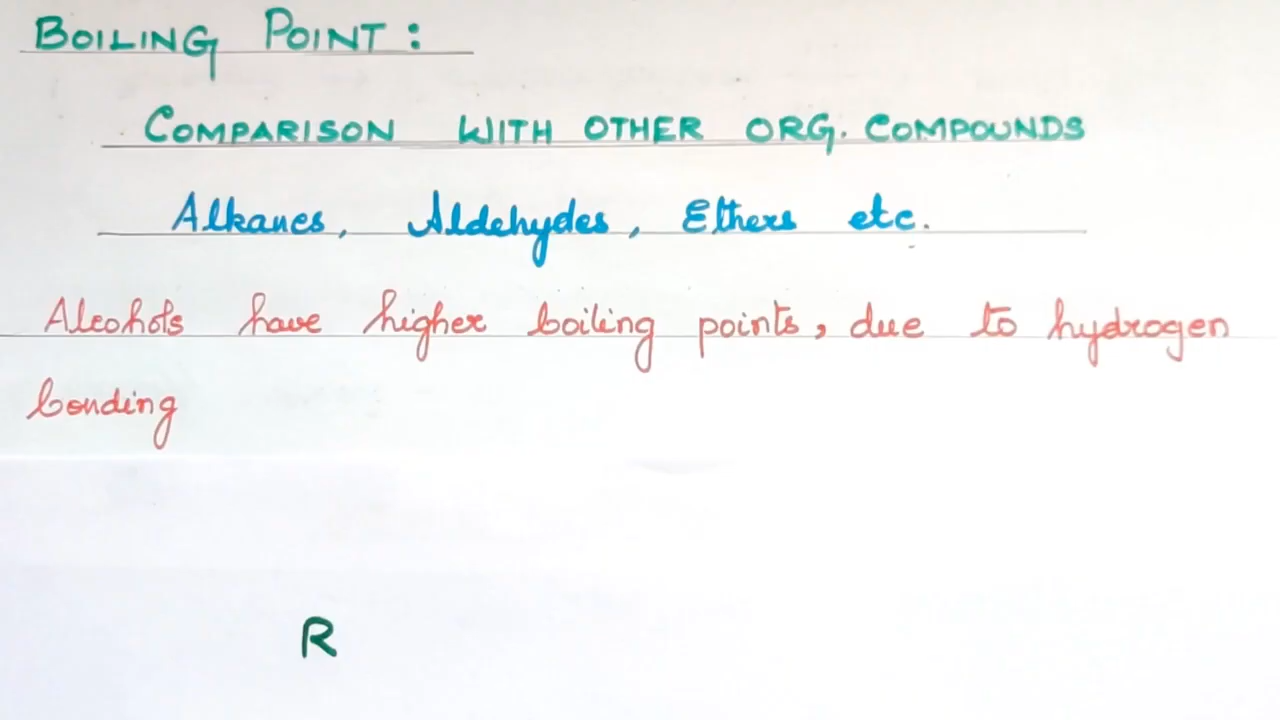 BOILING POINT:
COMPARISON WITH OTHER ORG. COMPOUNDS
Alkanes, Aldehydes, Ethers etc.
Alcohols have higher boiling points, due to hydrogen
bonding
R